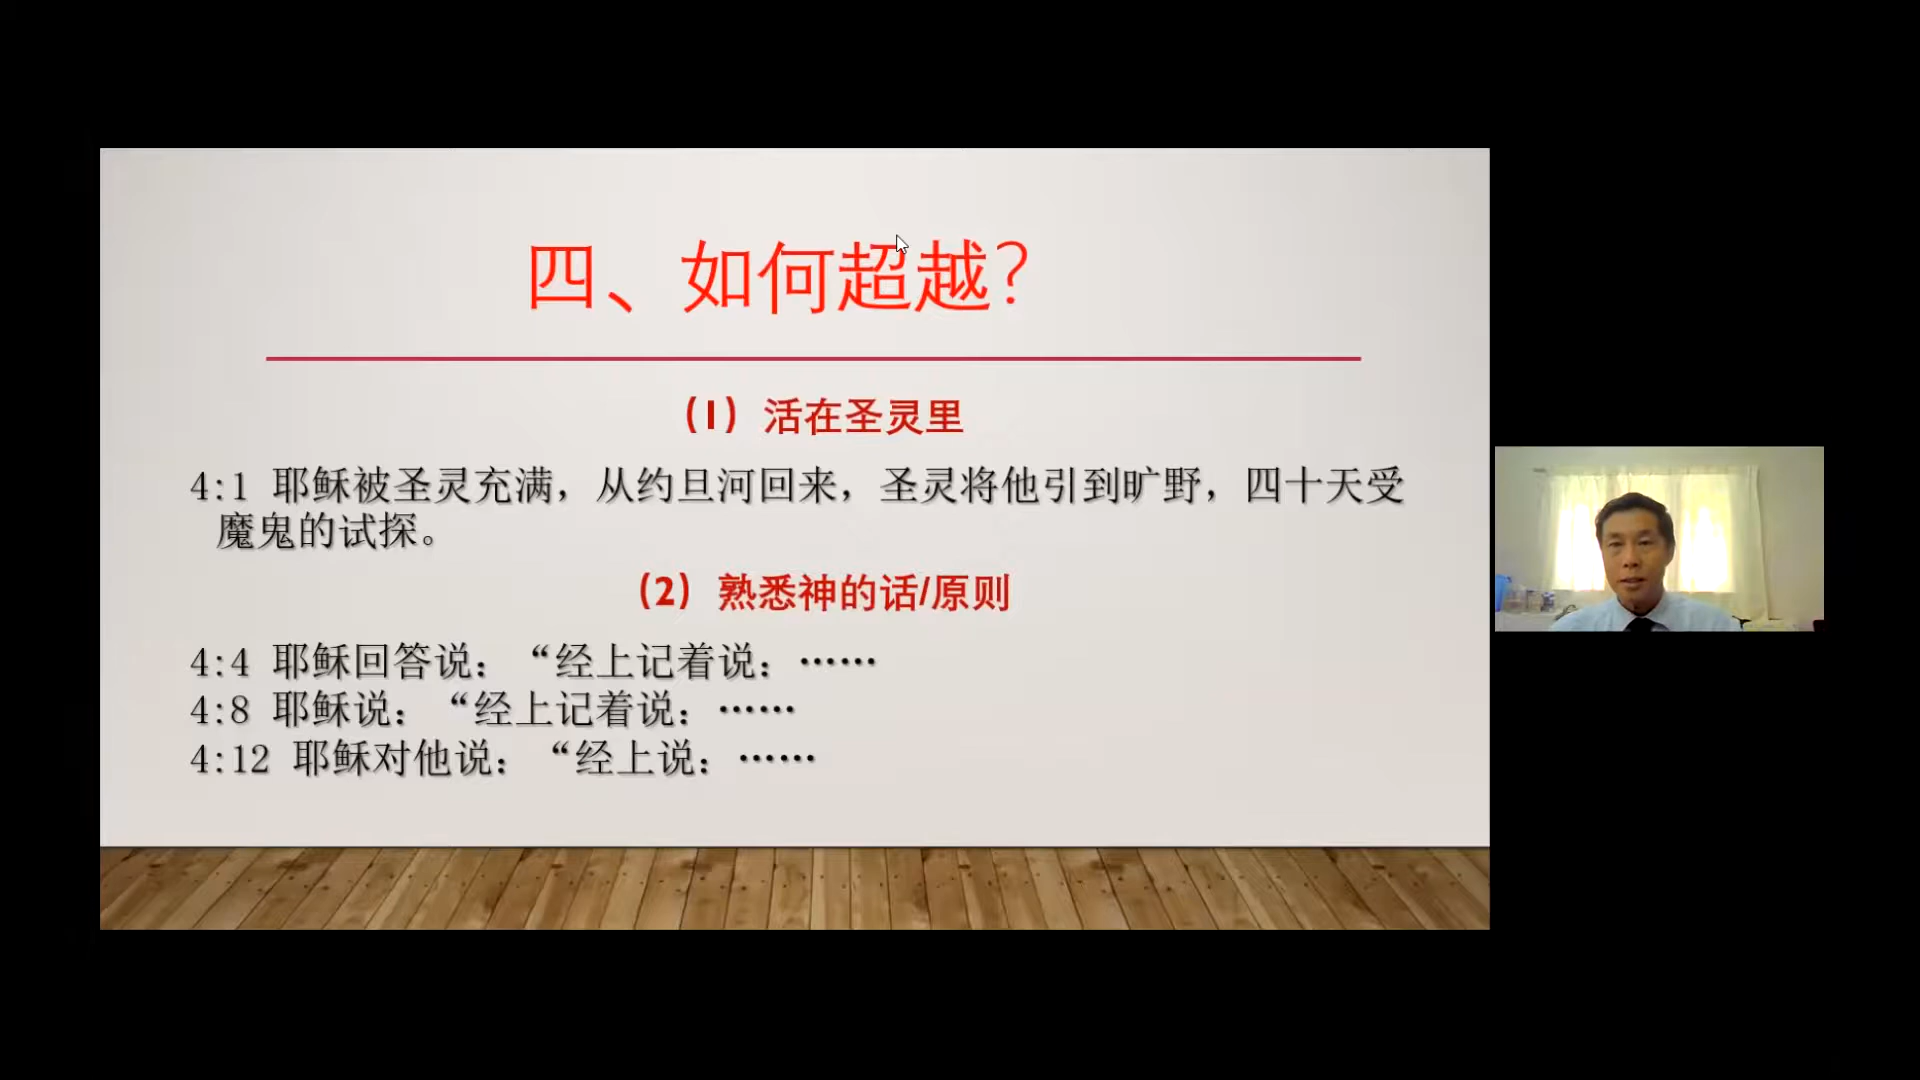 四、如何超越？
（1）活在圣灵里
4:1 耶稣被圣灵充满，从约旦河回来，圣灵将他引到旷野，四十天受
魔鬼的试探。
（2）熟悉神的话/原则
4:4 耶稣回答说：“经上记着说：……
4:8 耶稣说：“经上记着说：……
4:12 耶稣对他说：“经上说：……